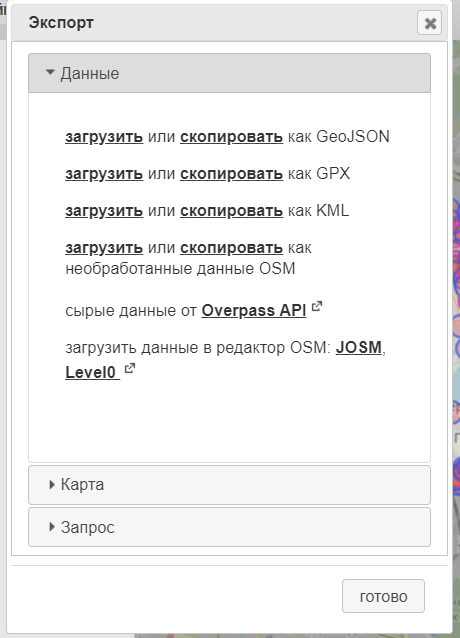 Экспорт
Данные
загрузить или скопировать как GeoJSON
загрузить или скопировать как GPX
загрузить или скопировать как KML
загрузить или скопировать как
необработанные данные OSM
сырые данные от Overpass API
загрузить данные в редактор OSM: JOSM,
Level0
Карта
Запрос
готово